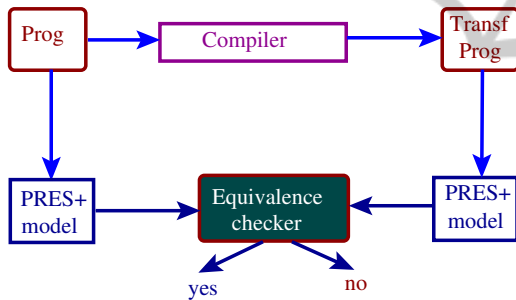 Prog
Compiler
Transf
Prog
PRES+
model
Equivalence
checker
PRES+
model
yes
no